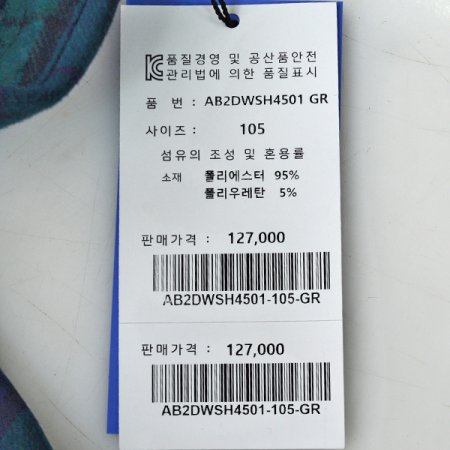 품질경영 및 공산품안전
관리법에 의한 품질표시
품 번 : AB2DWSH4501 GR
사이즈 : 105
섬유의 조성 및 혼용률
소재 폴리에스터 95%
폴리우레탄 5%
판매가격 : 127,000
AB2DWSH4501-105-GR
판매가격 : 127,000
AB2DWSH4501-105-GR